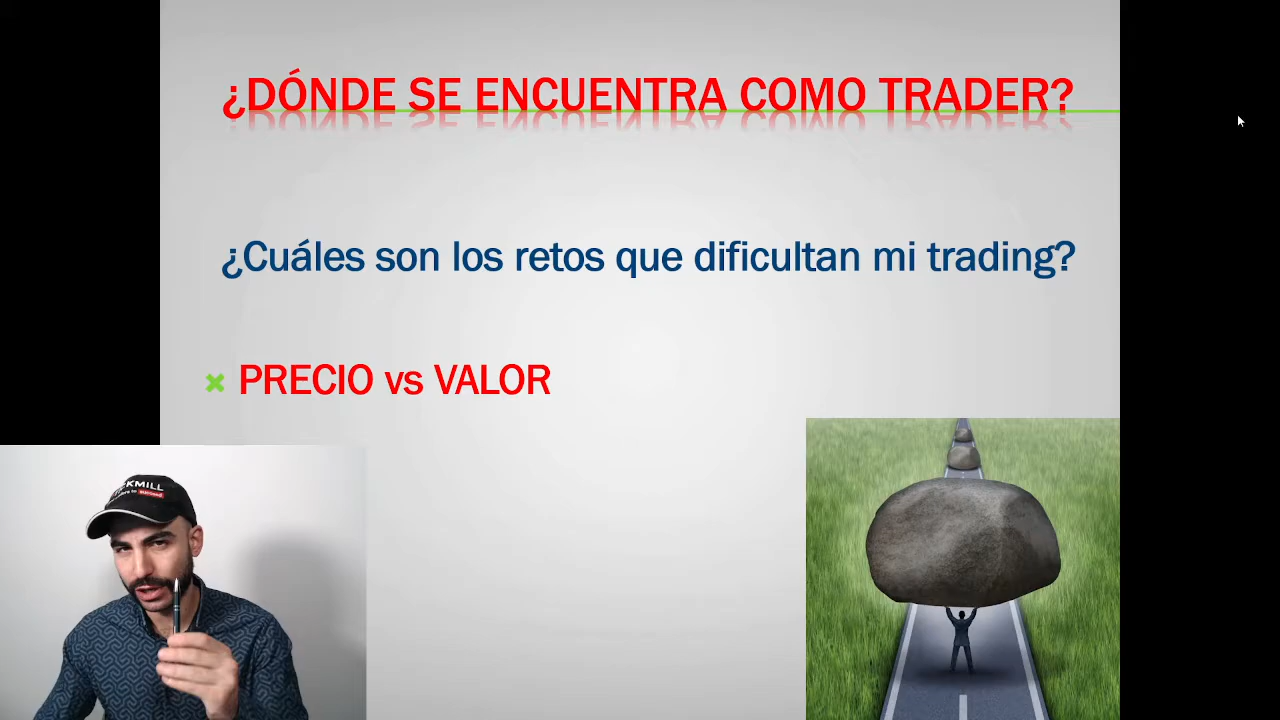 ¿DÓNDE SE ENCUENTRA COMO TRADER?
¿Cuáles son los retos que dificultan mi trading?
PRECIO vs VALOR